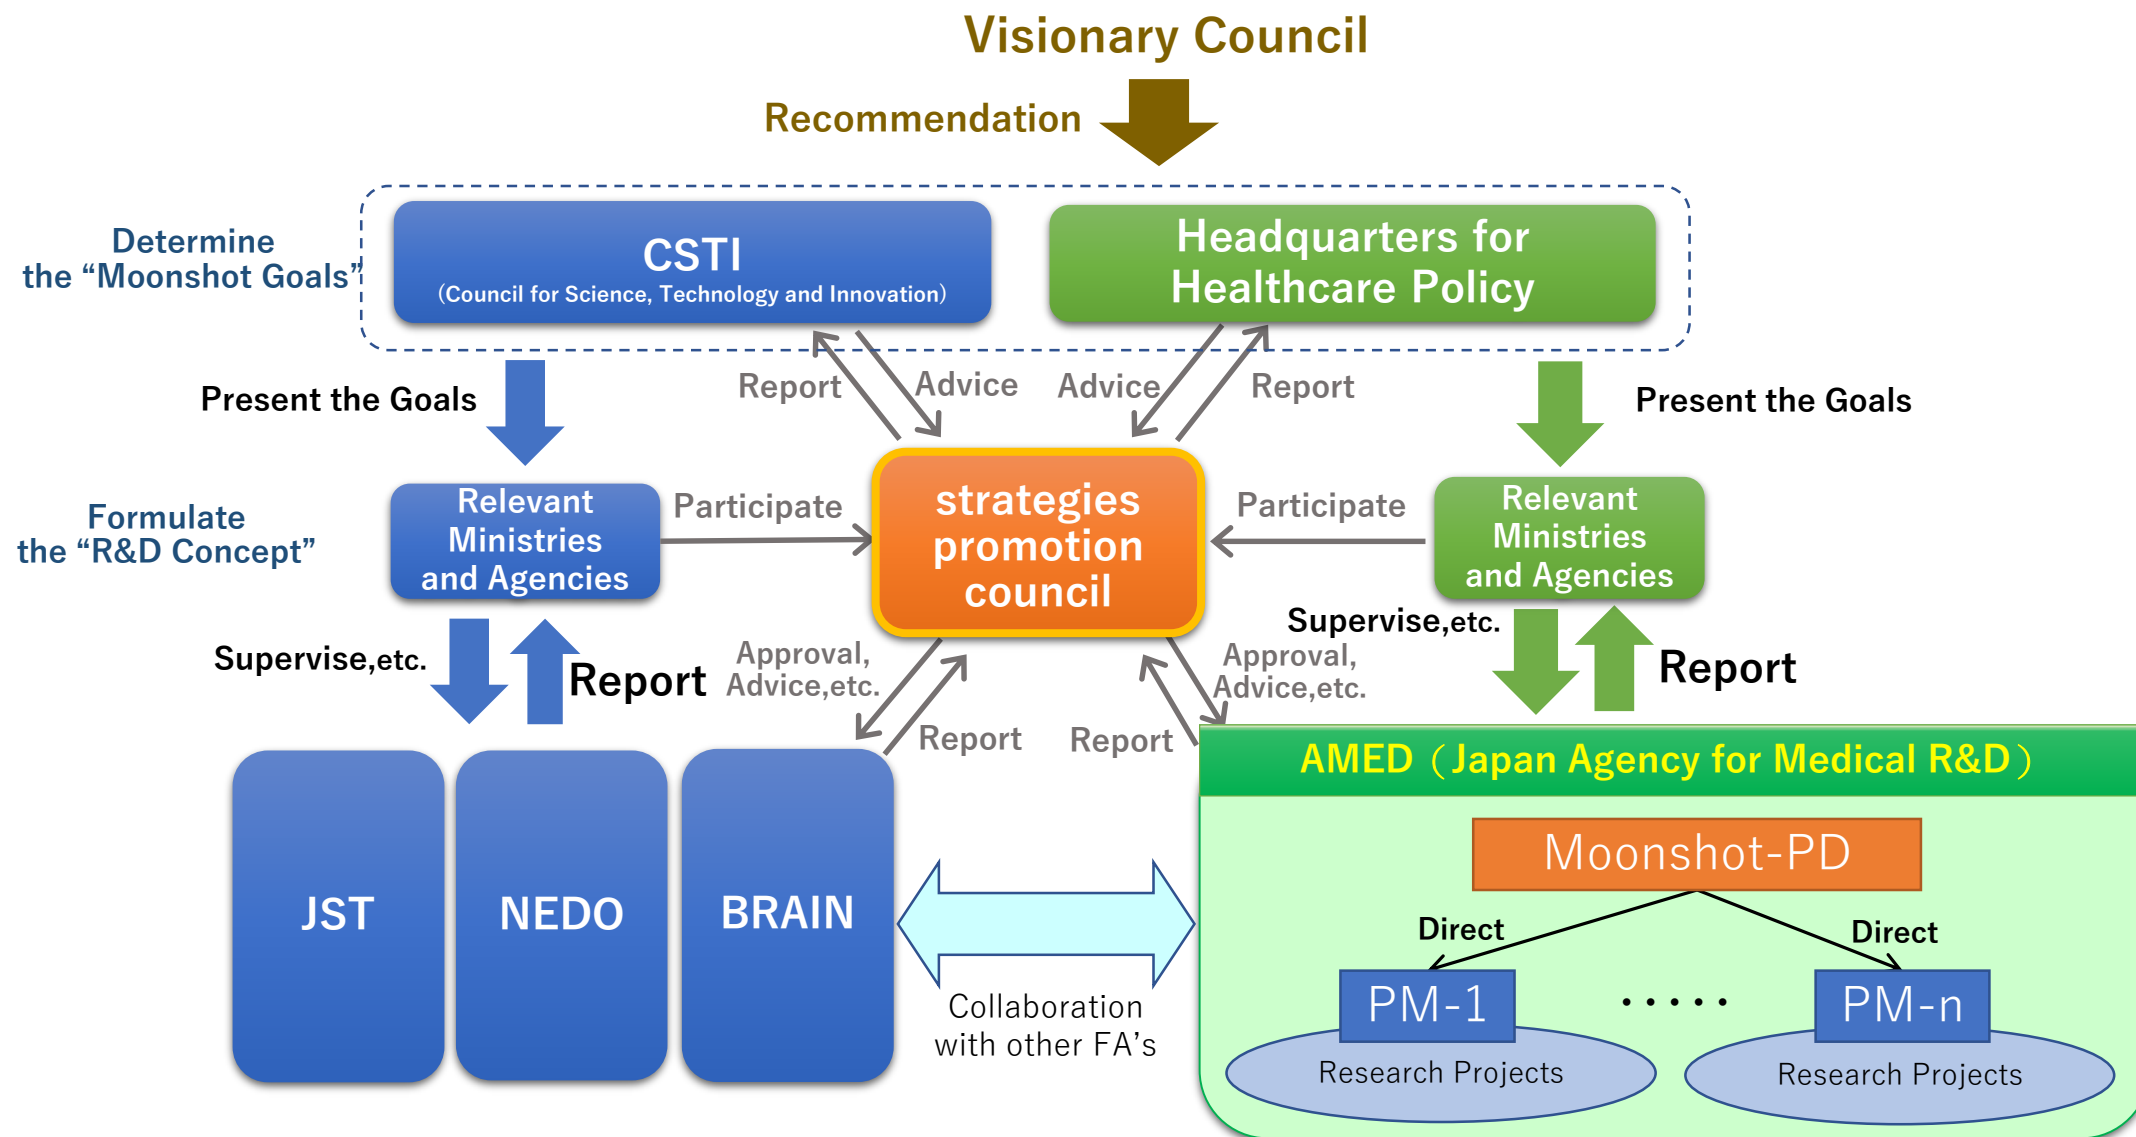 Visionary Council
Recommendation
Determine
the “Moonshot Goals”
CSTI
(Council for Science, Technology and Innovation)
Headquarters for
Healthcare Policy
Present the Goals
Report
Advice
Advice
Report
Present the Goals
Formulate
the “R&D Concept”
Relevant
Ministries
and Agencies
Participate
strategies
promotion
council
Participate
Relevant
Ministries
and Agencies
Supervise,etc.
Report
Approval,
Advice,etc.
Report
Report
Approval,
Advice,etc.
Supervise,etc.
Report
JST
NEDO
BRAIN
Collaboration
with other FA’s
AMED（Japan Agency for Medical R&D）
Moonshot-PD
Direct
Direct
PM-1
・・・・・
PM-n
Research Projects
Research Projects